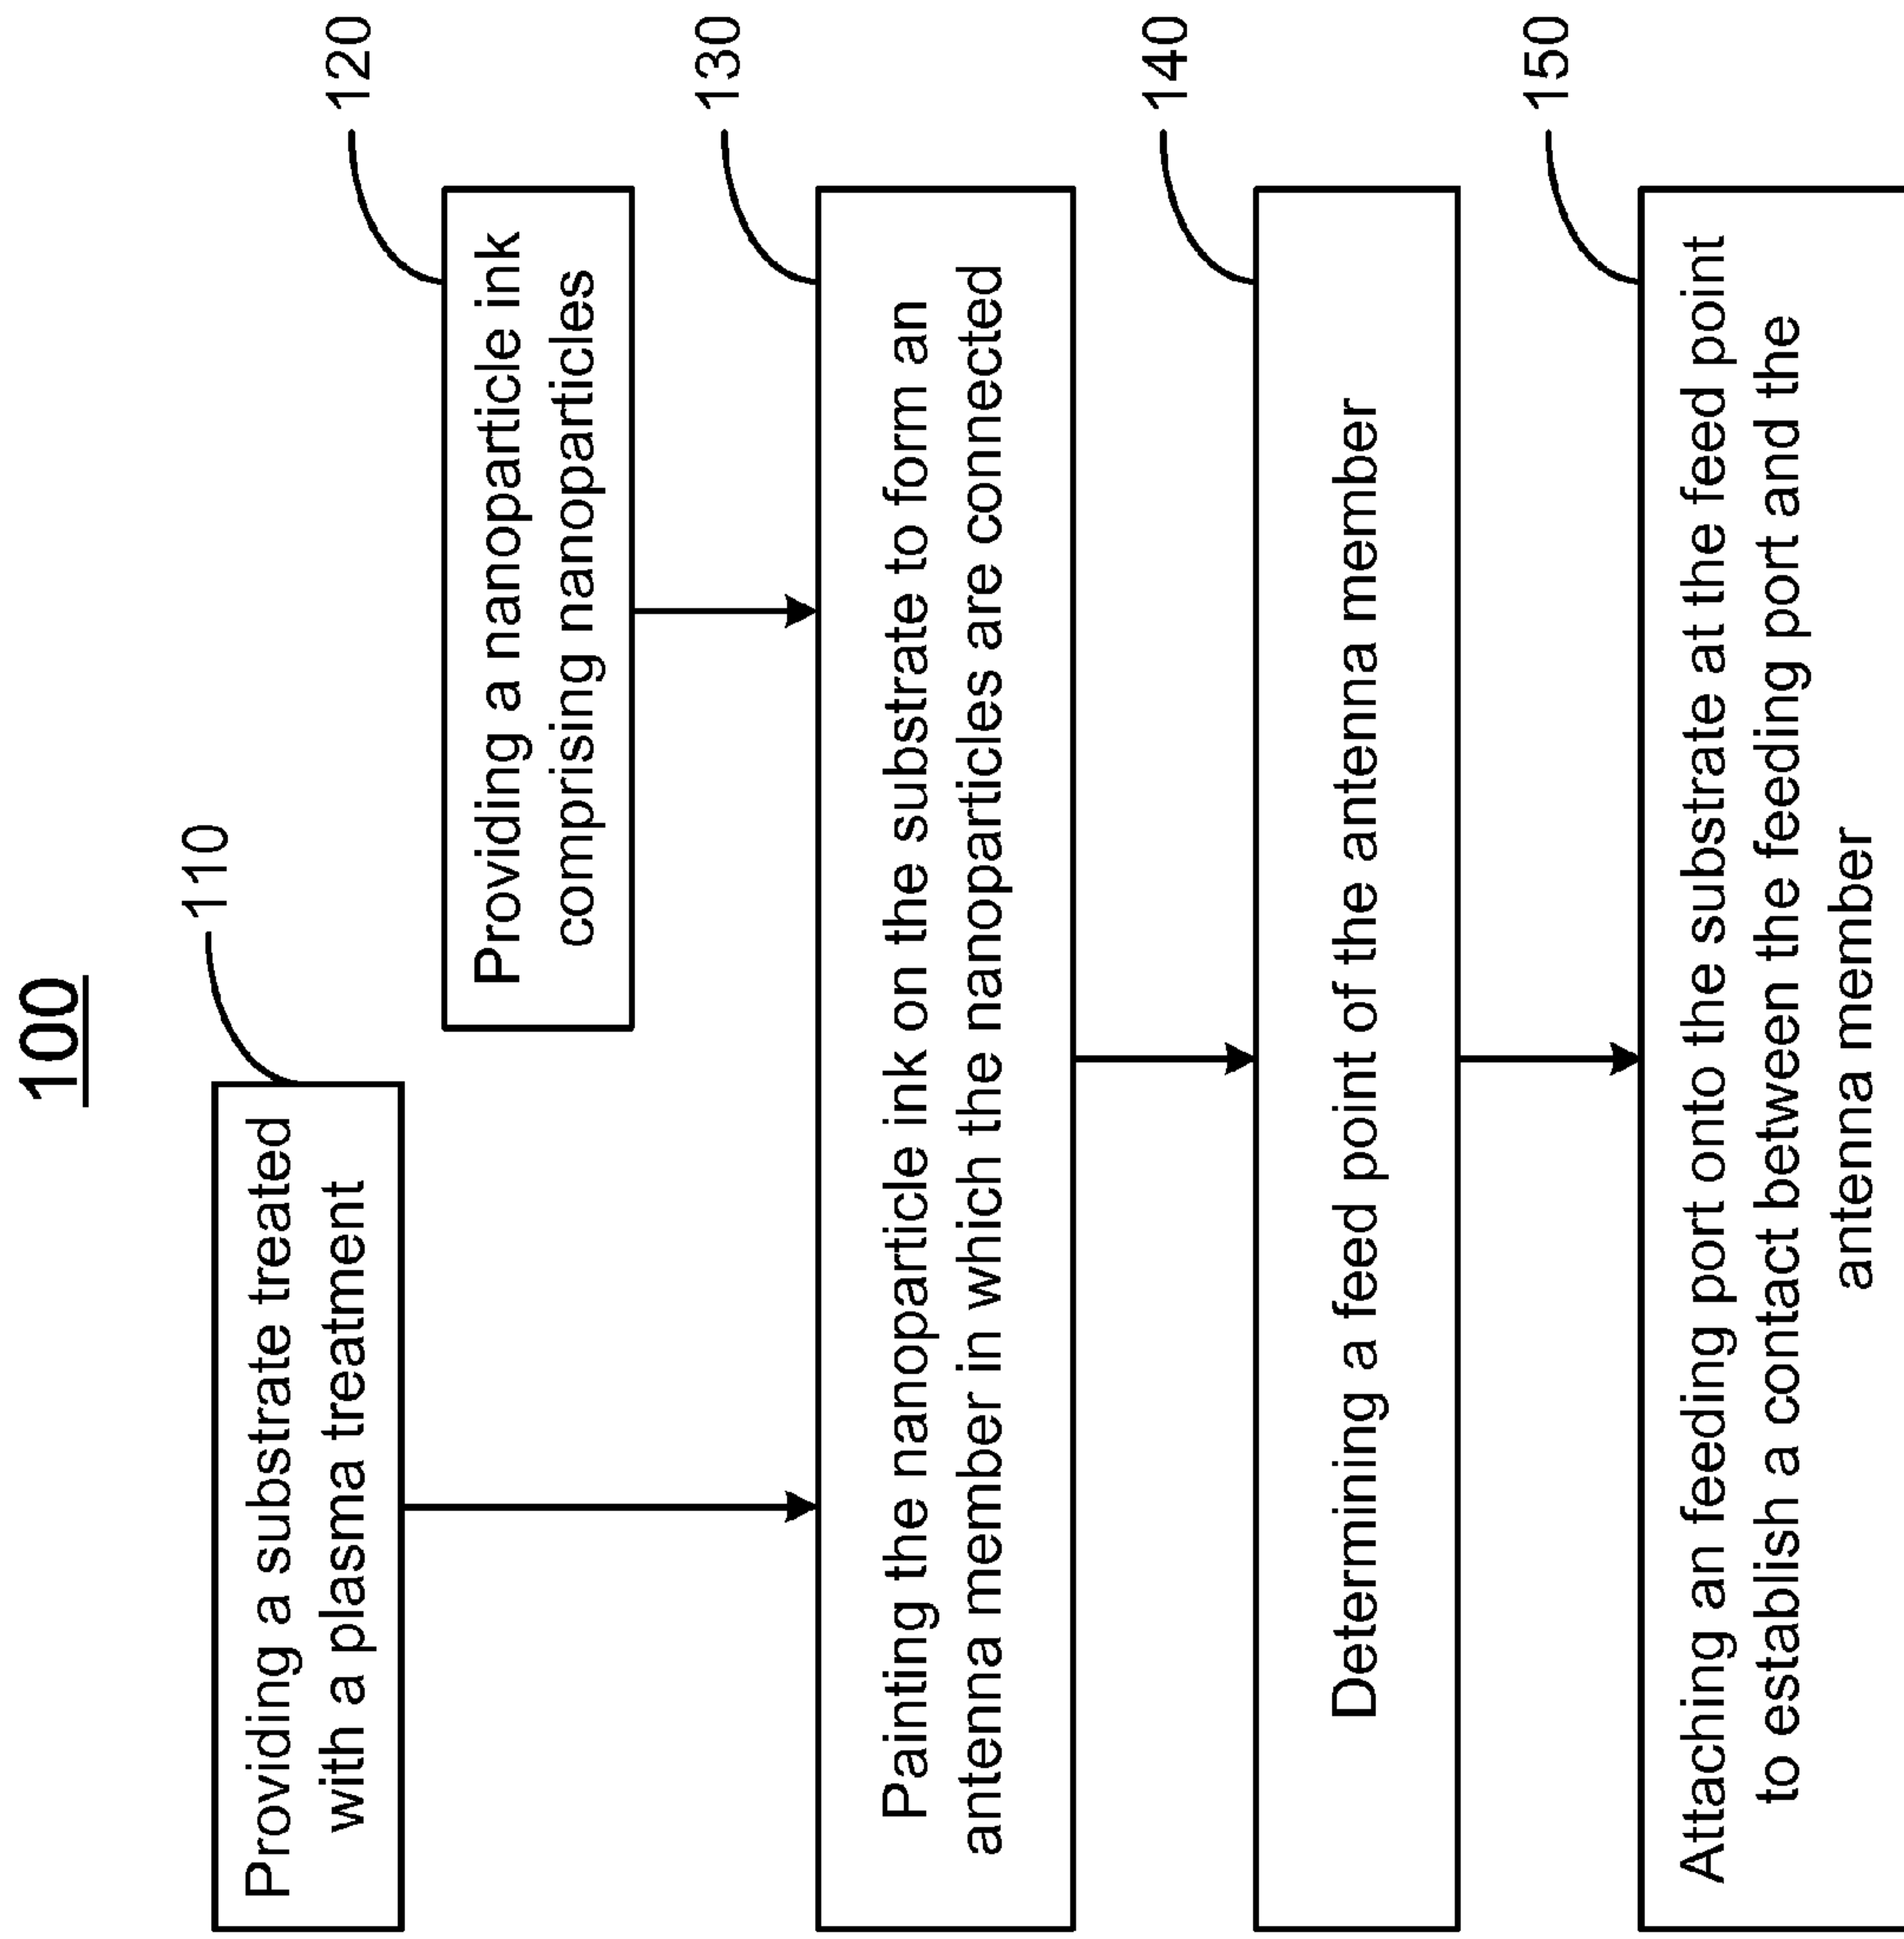 100
110
Providing a substrate treated
with a plasma treatment
120
Providing a nanoparticle ink
comprising nanoparticles
130
Painting the nanoparticle ink on the substrate to form an
antenna member in which the nanoparticles are connected
140
Determining a feed point of the antenna member
150
Attaching an feeding port onto the substrate at the feed point
to establish a contact between the feeding port and the
antenna member